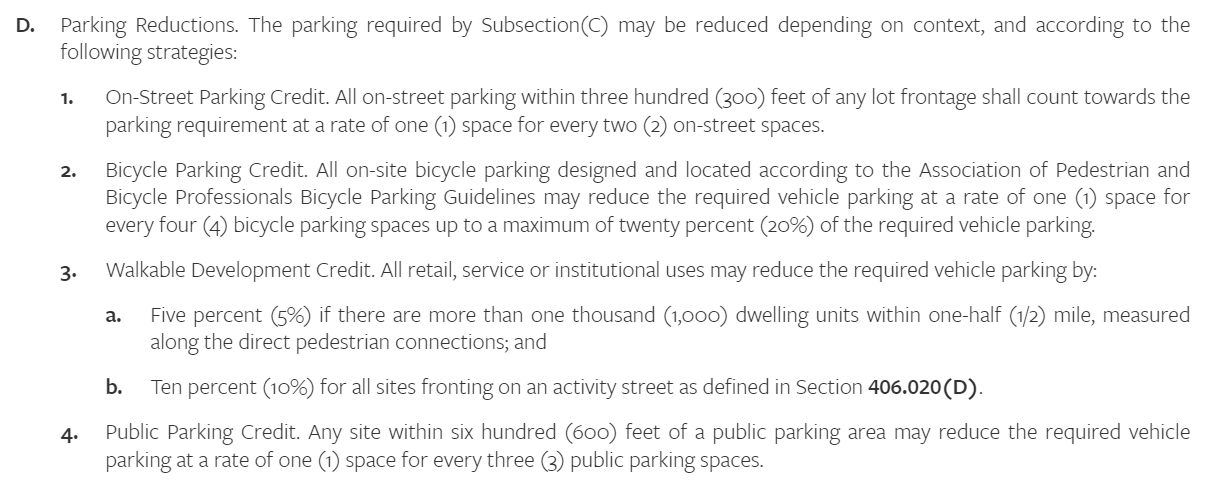 D. Parking Reductions. The parking required by Subsection(C) may be reduced depending on context, and according to the
following strategies:
1. On-Street Parking Credit. All on-street parking within three hundred (300) feet of any lot frontage shall count towards the
parking requirement at a rate of one (1) space for every two (2) on-street spaces.
2. Bicycle Parking Credit. All on-site bicycle parking designed and located according to the Association of Pedestrian and
Bicycle Professionals Bicycle Parking Guidelines may reduce the required vehicle parking at a rate of one (1) space for
every four (4) bicycle parking spaces up to a maximum of twenty percent (20%) of the required vehicle parking.
3. Walkable Development Credit. All retail, service or institutional uses may reduce the required vehicle parking by:
a. Five percent (5%) if there are more than one thousand (1,000) dwelling units within one-half (1/2) mile, measured
along the direct pedestrian connections; and
b. Ten percent (10%) for all sites fronting on an activity street as defined in Section 406.020(D).
4. Public Parking Credit. Any site within six hundred (600) feet of a public parking area may reduce the required vehicle
parking at a rate of one (1) space for every three (3) public parking spaces.